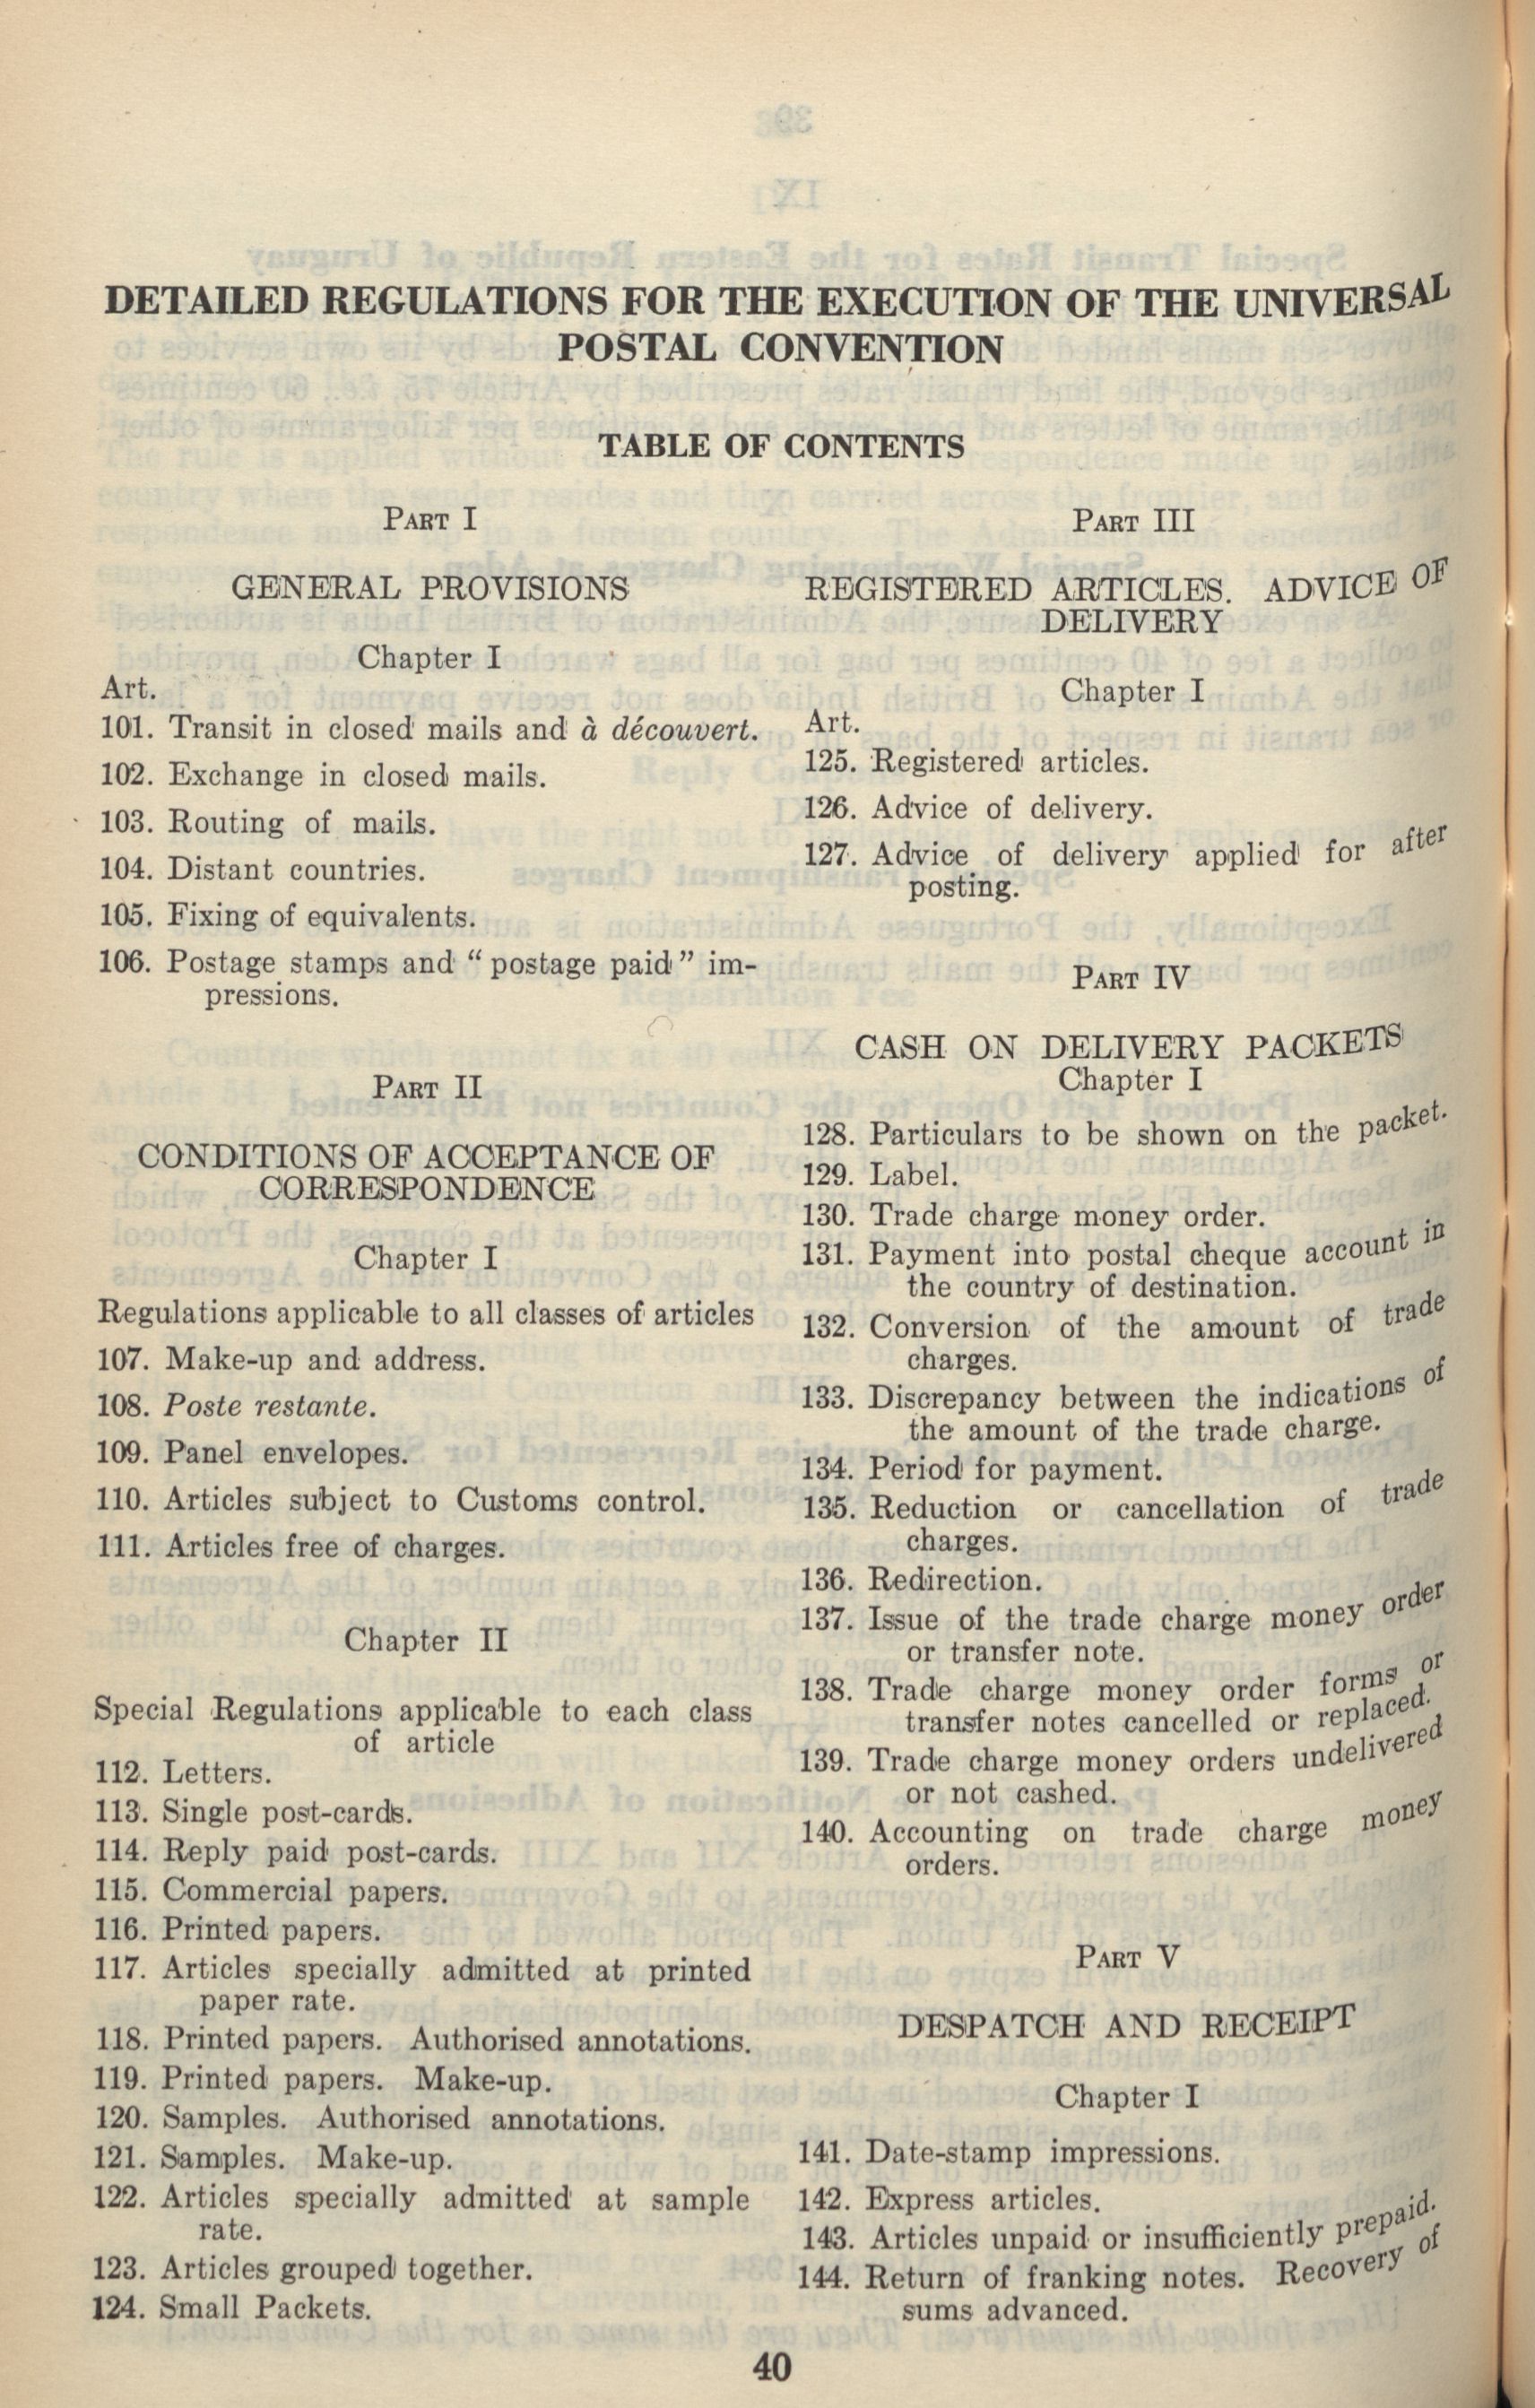 DETAILED REGULATIONS FOR THE EXECUTION OF THE UNIVERSAL
POSTAL CONVENTION
TABLE OF CONTENTS
PART I
GENERAL PROVISIONS
Chapter I
Art.
101. Transit in closed mails and à découvert.
102. Exchange in closed mails.
103. Routing of mails.
104. Distant countries.
105. Fixing of equivalents.
106. Postage stamps and “postage paid” im-
pressions.
PART II
CONDITIONS OF ACCEPTANCE OF
CORRESPONDENCE
Chapter I
Regulations applicable to all classes of articles
107. Make-up and address.
108. Poste restante.
109. Panel envelopes.
110. Articles subject to Customs control.
111. Articles free of charges.
Chapter II
Special Regulations applicable to each class
of article
112. Letters.
113. Single post-cards.
114. Reply paid post-cards.
115. Commercial papers.
116. Printed papers.
117. Articles specially admitted at printed
paper rate.
118. Printed papers. Authorised annotations.
119. Printed papers. Make-up.
120. Samples. Authorised annotations.
121. Samples. Make-up.
122. Articles specially admitted at sample
rate.
123. Articles grouped together.
124. Small Packets.
PART III
REGISTERED ARTICLES. ADVICE OF
DELIVERY
Chapter I
Art.
125. Registered articles.
126. Advice of delivery.
127. Advice of delivery applied for after
posting.
PART IV
CASH ON DELIVERY PACKETS
Chapter I
128. Particulars to be shown on the packet.
129. Label.
130. Trade charge money order.
131. Payment into postal cheque account in
the country of destination.
132. Conversion of the amount of trade
charges.
133. Discrepancy between the indications of
the amount of the trade charge.
134. Period for payment.
135. Reduction or cancellation of trade
charges.
136. Redirection.
137. Issue of the trade charge money order
or transfer note.
138. Trade charge money order forms or
transfer notes cancelled or replaced.
139. Trade charge money orders undelivered
or not cashed.
140. Accounting on trade charge money
orders.
PART V
DESPATCH AND RECEIPT
Chapter I
141. Date-stamp impressions.
142. Express articles.
143. Articles unpaid or insufficiently prepaid.
144. Return of franking notes. Recovery of
sums advanced.
40